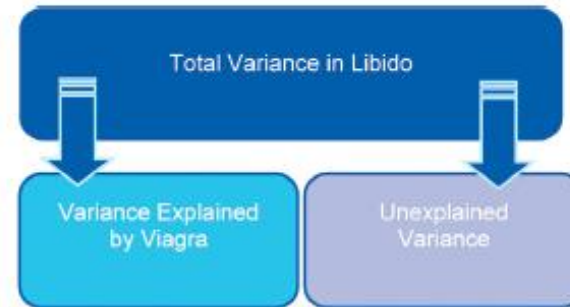 Total Variance in Libido
Variance Explained
by Viagra
Unexplained
Variance